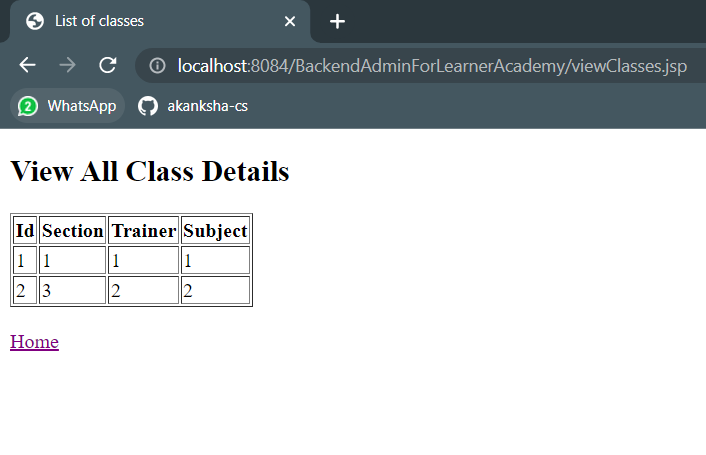 List of classes
localhost:8084/BackendAdminForLearnerAcademy/viewClasses.jsp
2 WhatsApp akanksha-cs
View All Class Details
Id Section Trainer Subject
1 1 1 1
2 3 2 2
Home